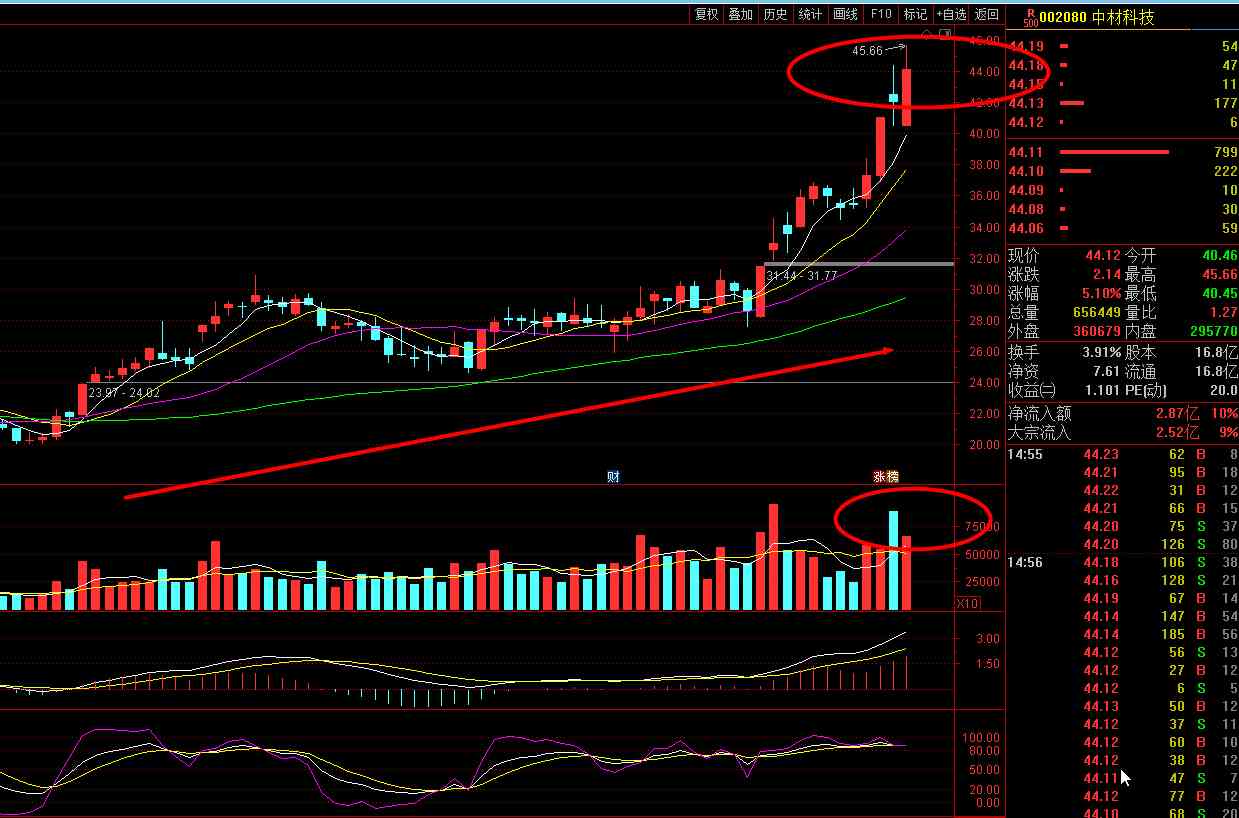 复权 叠加 历史 统计 画线 F10 标记 +自选 返回
R
500 002080 中材科技
45.66
46.00
44.00
42.00
40.00
38.00
36.00
34.00
32.00
30.00
28.00
26.00
24.00
22.00
20.00
31.44 - 31.77
23.97 - 24.02
财
涨榜
75000
50000
25000
X10
3.00
1.50
100.00
80.00
50.00
20.00
0.00
44.19 54
44.18 47
44.15 11
44.13 177
44.12 6
44.11 799
44.10 222
44.09 10
44.08 30
44.06 59
现价 44.12 今开 40.46
涨跌 2.14 最高 45.66
涨幅 5.10% 最低 40.45
总量 656449 量比 1.27
外盘 360679 内盘 295770
换手 3.91% 股本 16.8亿
净资 7.61 流通 16.8亿
收益㈢ 1.101 PE(动) 20.0
净流入额 2.87亿 10%
大宗流入 2.52亿 9%
14:55 44.23 62 B 8
44.21 95 B 18
44.22 31 B 12
44.21 66 B 15
44.20 75 S 37
44.20 126 S 80
14:56 44.18 106 S 38
44.16 128 S 21
44.19 67 B 14
44.14 147 B 54
44.14 185 B 56
44.12 56 S 13
44.12 27 B 12
44.12 6 S 5
44.13 50 B 12
44.12 37 S 11
44.12 60 B 10
44.12 38 B 12
44.11 47 S 7
44.12 77 B 12
44.10 68 S 20